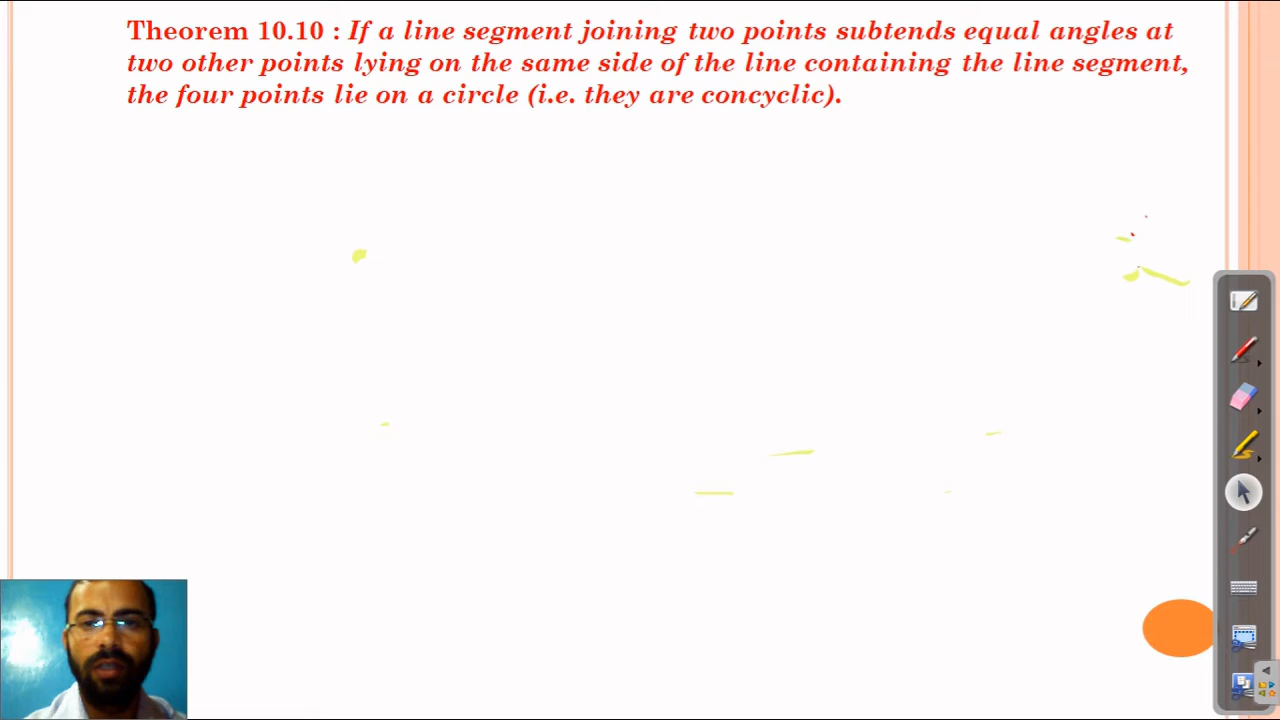 Theorem 10.10 : If a line segment joining two points subtends equal angles at
two other points lying on the same side of the line containing the line segment,
the four points lie on a circle (i.e. they are concyclic).